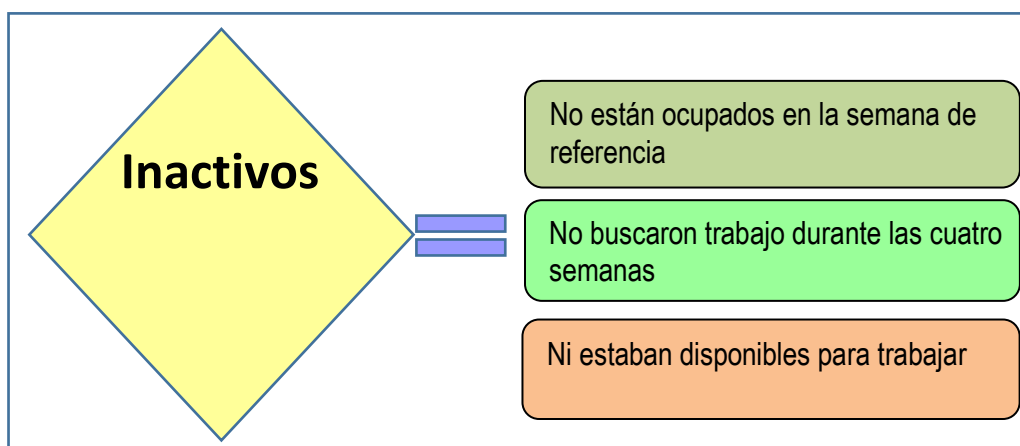 Inactivos
No están ocupados en la semana de
referencia
No buscaron trabajo durante las cuatro
semanas
Ni estaban disponibles para trabajar